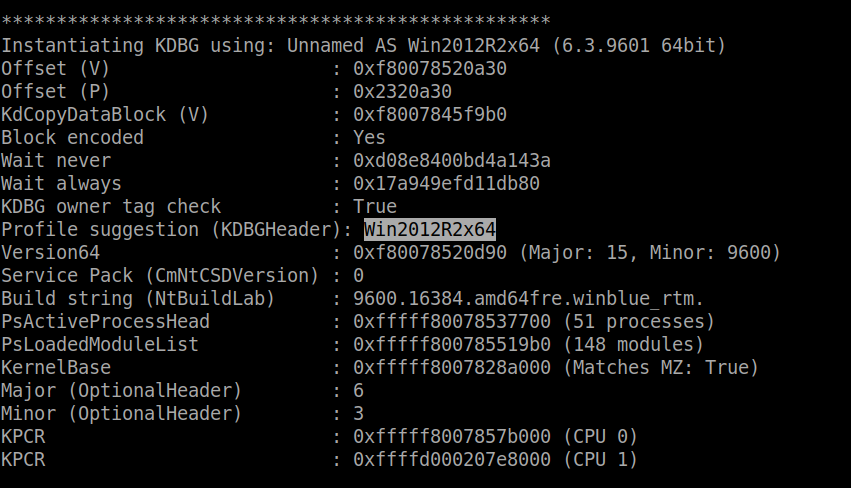 **************************************************
Instantiating KDBG using: Unnamed AS Win2012R2x64 (6.3.9601 64bit)
Offset (V)                    : 0xf80078520a30
Offset (P)                    : 0x2320a30
KdCopyDataBlock (V)           : 0xf8007845f9b0
Block encoded                 : Yes
Wait never                    : 0xd08e8400bd4a143a
Wait always                   : 0x17a949efd11db80
KDBG owner tag check          : True
Profile suggestion (KDBGHeader): Win2012R2x64
Version64                     : 0xf80078520d90 (Major: 15, Minor: 9600)
Service Pack (CmNtCSDVersion) : 0
Build string (NtBuildLab)     : 9600.16384.amd64fre.winblue_rtm.
PsActiveProcessHead           : 0xfffff80078537700 (51 processes)
PsLoadedModuleList            : 0xfffff800785519b0 (148 modules)
KernelBase                    : 0xfffff8007828a000 (Matches MZ: True)
Major (OptionalHeader)        : 6
Minor (OptionalHeader)        : 3
KPCR                          : 0xfffff8007857b000 (CPU 0)
KPCR                          : 0xffffd000207e8000 (CPU 1)